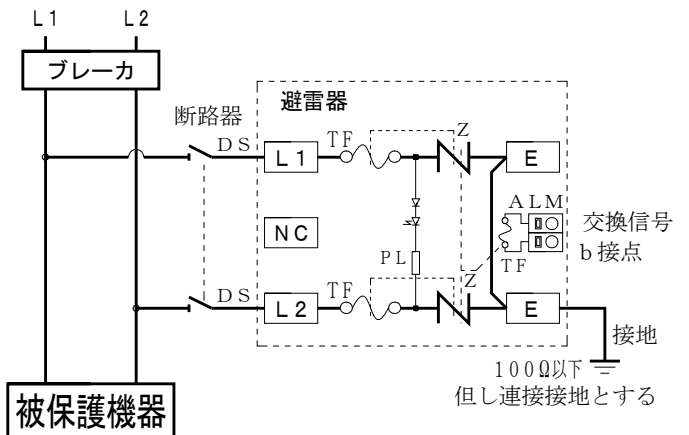 L1 L2
ブレーカ
避雷器
断路器
DS
L1
TF
Z
E
ALM
交換信号
b接点
NC
PL
TF
Z
DS
L2
TF
E
接地
100Ω以下
但し連接接地とする
被保護機器